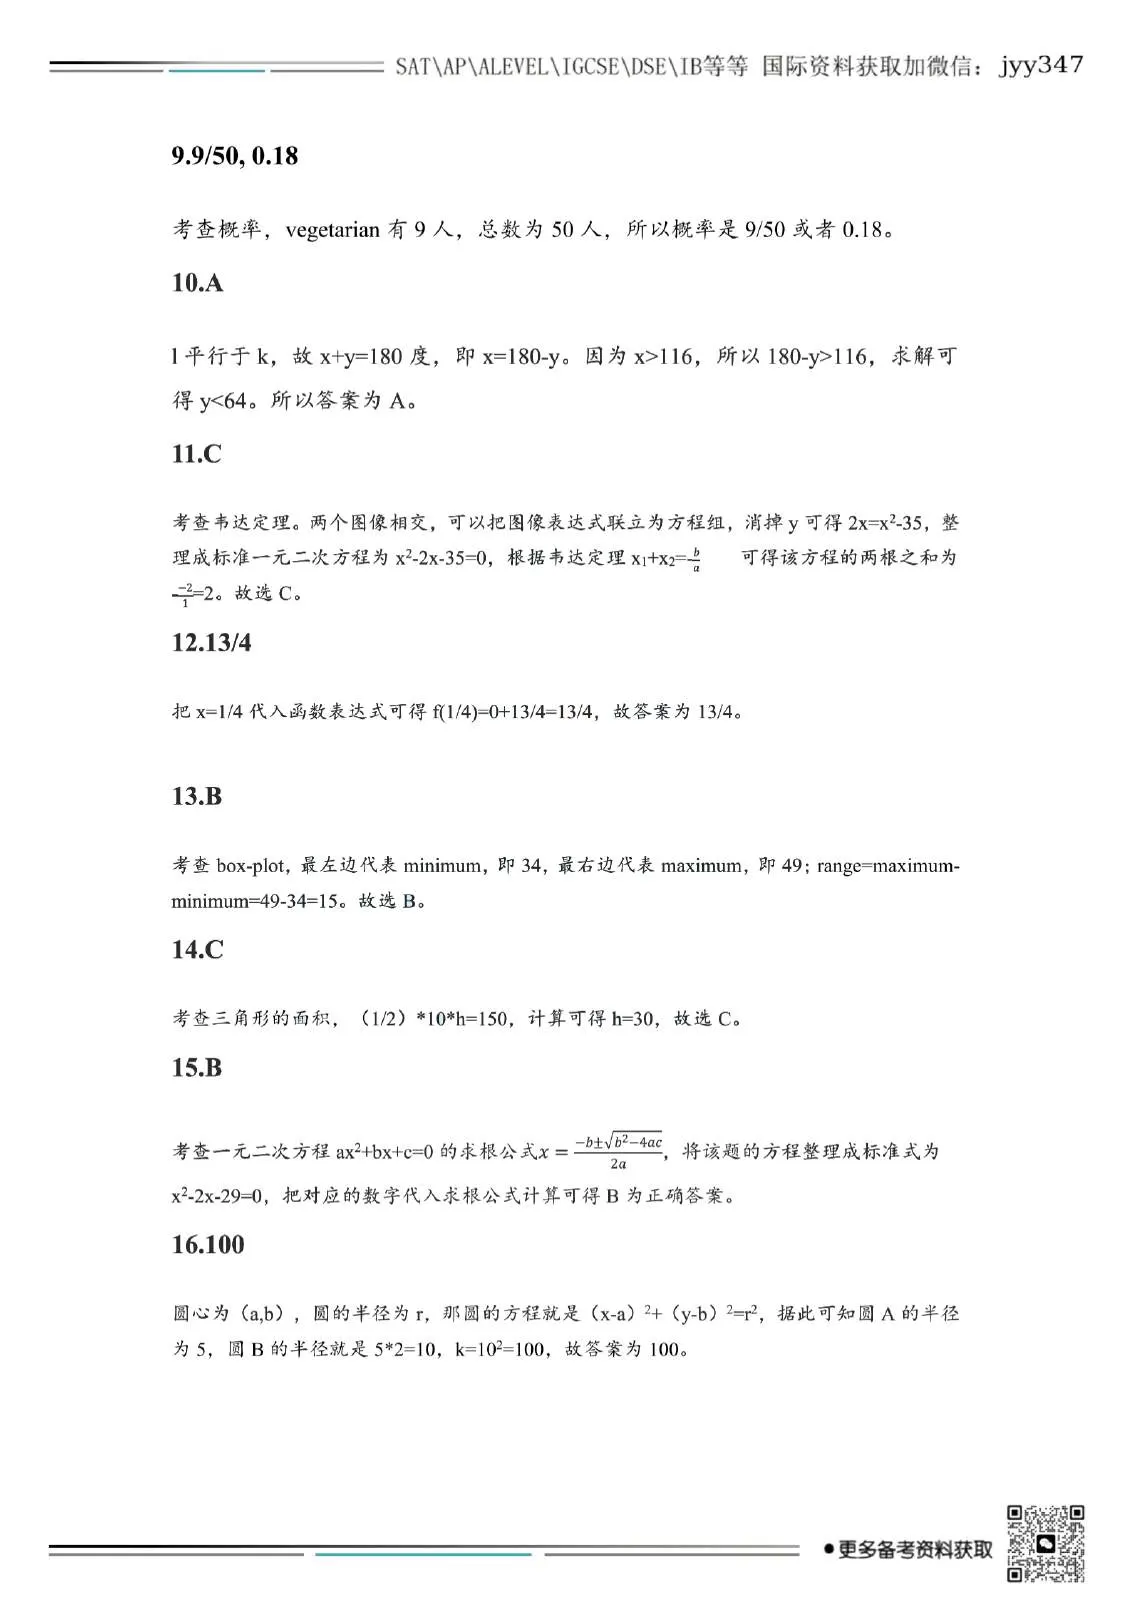 SAT\AP\ALEVEL\IGCSE\DSE\IB等等 国际资料获取加微信: jyy347
9.9/50, 0.18
考查概率，vegetarian 有 9 人，总数为 50 人，所以概率是 9/50 或者 0.18。
10.A
l 平行于 k，故 x+y=180 度，即 x=180-y。因为 x>116，所以 180-y>116，求解可
得 y<64。所以答案为 A。
11.C
考查韦达定理。两个图像相交，可以把图像表达式联立为方程组，消掉 y 可得 2x=x²-35，整
理成标准一元二次方程为 x²-2x-35=0，根据韦达定理 x₁+x₂=-b/a 可得该方程的两根之和为
--2/1=2。故选 C。
12.13/4
把 x=1/4 代入函数表达式可得 f(1/4)=0+13/4=13/4，故答案为 13/4。
13.B
考查 box-plot，最左边代表 minimum，即 34，最右边代表 maximum，即 49；range=maximum-
minimum=49-34=15。故选 B。
14.C
考查三角形的面积，（1/2）*10*h=150，计算可得 h=30，故选 C。
15.B
考查一元二次方程 ax²+bx+c=0 的求根公式x = (-b±√(b²-4ac))/2a，将该题的方程整理成标准式为
x²-2x-29=0，把对应的数字代入求根公式计算可得 B 为正确答案。
16.100
圆心为（a,b），圆的半径为 r，那圆的方程就是（x-a）²+（y-b）²=r²，据此可知圆 A 的半径
为 5，圆 B 的半径就是 5*2=10，k=10²=100，故答案为 100。
●更多备考资料获取